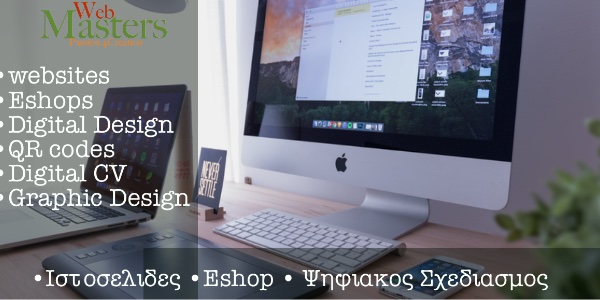 Web
Masters
• websites
• Eshops
• Digital Design
• QR codes
• Digital CV
• Graphic Design
NEVER
SETTLE
• Ιστοσελιδες • Eshop • Ψηφιακος Σχεδιασμος